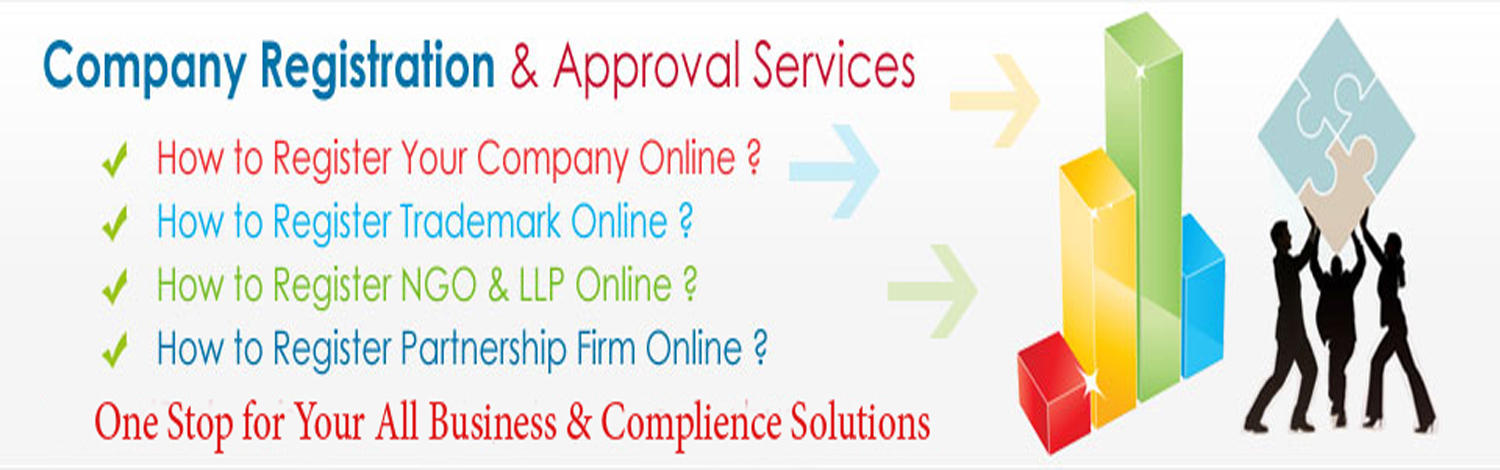 Company Registration & Approval Services
How to Register Your Company Online ?
How to Register Trademark Online ?
How to Register NGO & LLP Online ?
How to Register Partnership Firm Online ?
One Stop for Your All Business & Complience Solutions